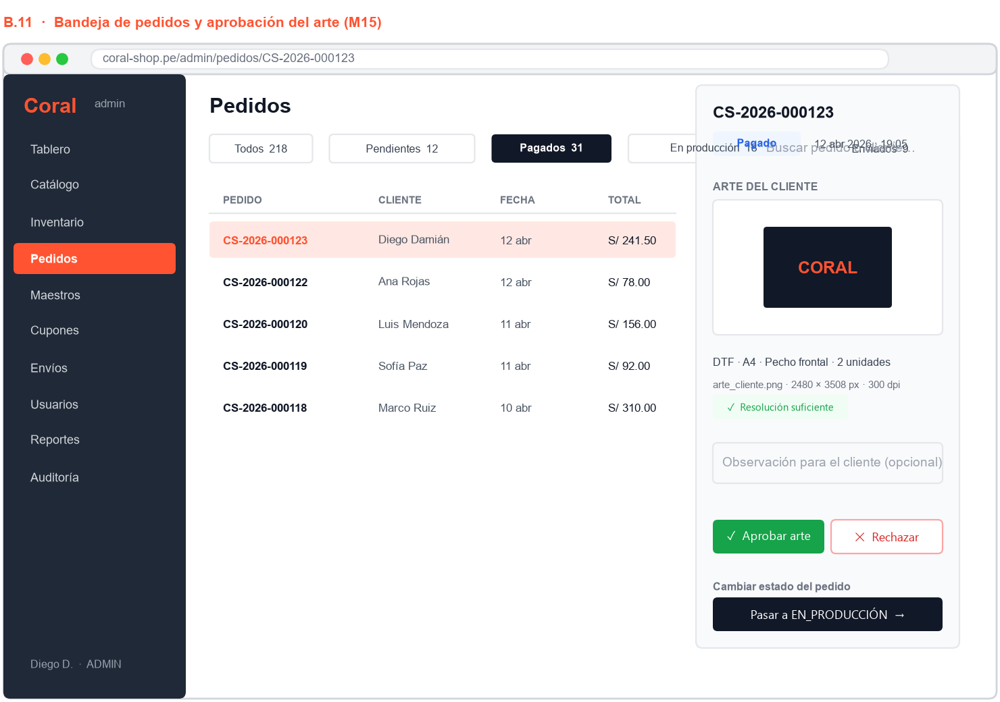 B.11 · Bandeja de pedidos y aprobación del arte (M15)
coral-shop.pe/admin/pedidos/CS-2026-000123
Coral admin
Tablero
Catálogo
Inventario
Pedidos
Maestros
Cupones
Envíos
Usuarios
Reportes
Auditoría
Diego D. · ADMIN
Pedidos
Todos 218
Pendientes 12
Pagados 31
En producción 18
Enviados 9
Buscar pedido
PEDIDO CLIENTE FECHA TOTAL
CS-2026-000123 Diego Damián 12 abr S/ 241.50
CS-2026-000122 Ana Rojas 12 abr S/ 78.00
CS-2026-000120 Luis Mendoza 11 abr S/ 156.00
CS-2026-000119 Sofía Paz 11 abr S/ 92.00
CS-2026-000118 Marco Ruiz 10 abr S/ 310.00
CS-2026-000123
Pagado 12 abr 2026 · 19:05
ARTE DEL CLIENTE
CORAL
DTF · A4 · Pecho frontal · 2 unidades
arte_cliente.png · 2480 × 3508 px · 300 dpi
✓ Resolución suficiente
Observación para el cliente (opcional)
✓ Aprobar arte
✕ Rechazar
Cambiar estado del pedido
Pasar a EN_PRODUCCIÓN →